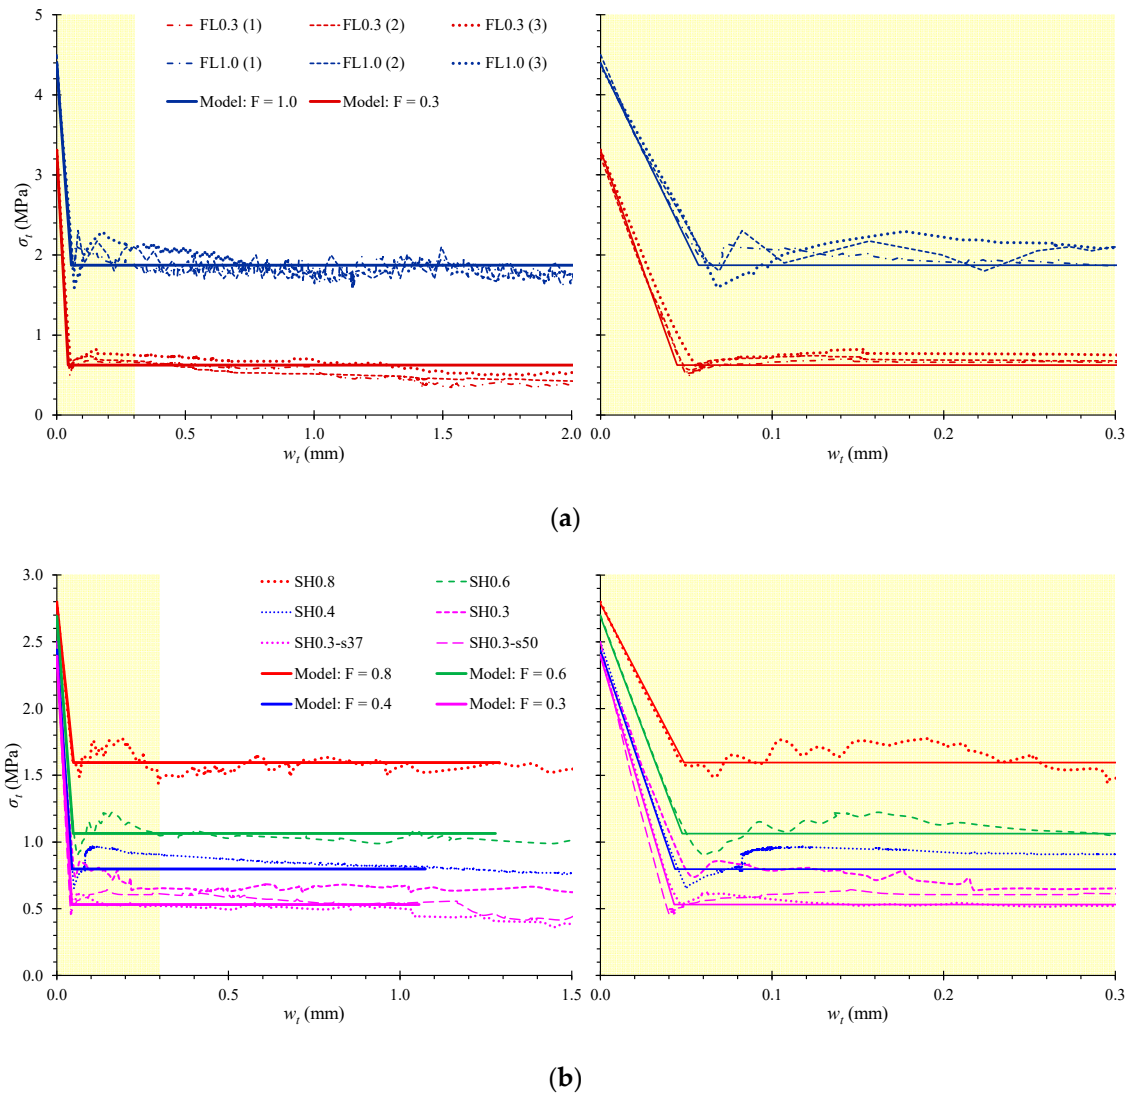 5
4
3
2
1
0
σt (MPa)
FL0.3 (1) FL0.3 (2) FL0.3 (3)
FL1.0 (1) FL1.0 (2) FL1.0 (3)
Model: F = 1.0 Model: F = 0.3
0.0 0.5 1.0 1.5 2.0
wt (mm)
0.0 0.1 0.2 0.3
wt (mm)
(a)
3.0
2.5
2.0
1.5
1.0
0.5
0.0
σt (MPa)
SH0.8 SH0.6
SH0.4 SH0.3
SH0.3-s37 SH0.3-s50
Model: F = 0.8 Model: F = 0.6
Model: F = 0.4 Model: F = 0.3
0.0 0.5 1.0 1.5
wt (mm)
0.0 0.1 0.2 0.3
wt (mm)
(b)